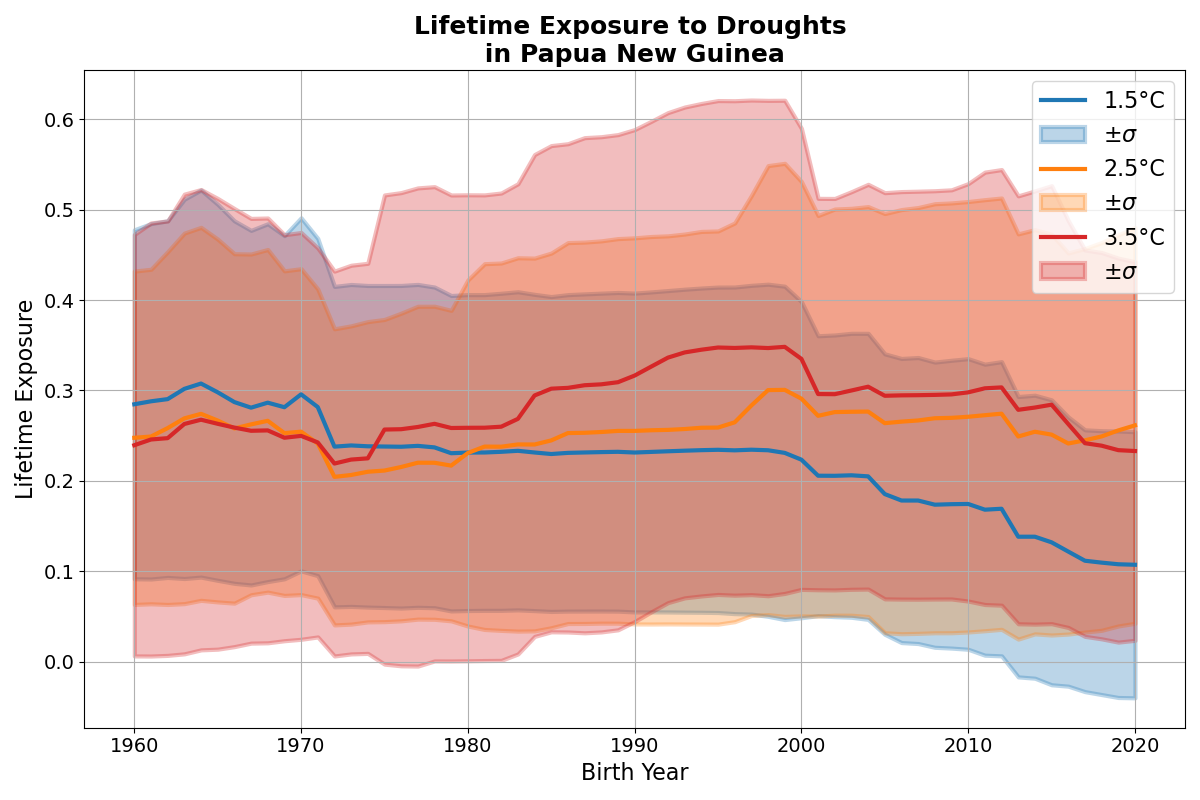 Lifetime Exposure to Droughts
in Papua New Guinea
Lifetime Exposure
0.6
0.5
0.4
0.3
0.2
0.1
0.0
1.5°C
±σ
2.5°C
±σ
3.5°C
±σ
1960
1970
1980
1990
2000
2010
2020
Birth Year